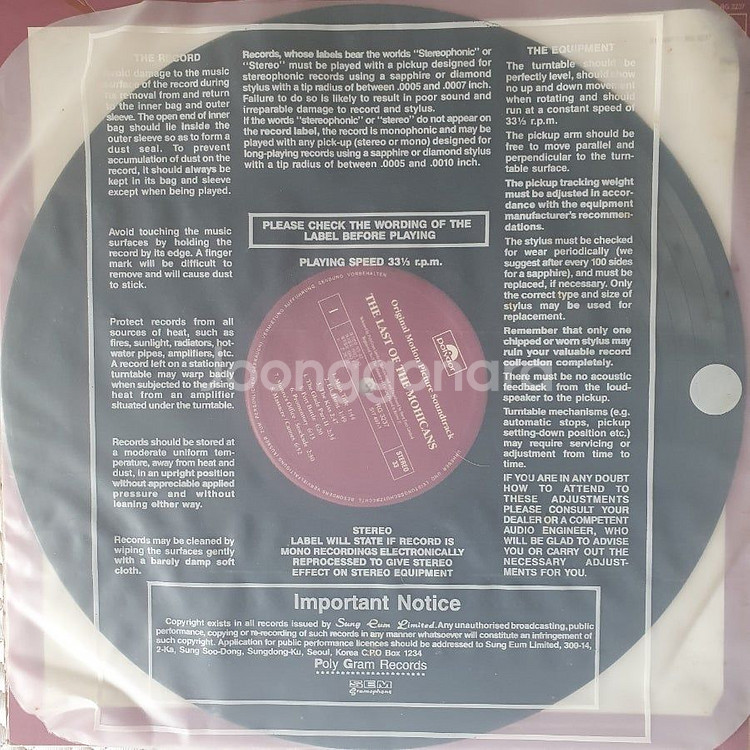 THE RECORD
Avoid damage to the music
surface of the record during
its removal from and return
to the inner bag and outer
sleeve. The open end of inner
bag should lie inside the
outer sleeve so as to form a
dust seal. To prevent
accumulation of dust on the
record, it should always be
kept in its bag and sleeve
except when being played.
Avoid touching the music
surfaces by holding the
record by its edge. A finger
mark will be difficult to
remove and will cause dust
to stick.
Protect records from all
sources of heat, such as
fires, sunlight, radiators, hot-
water pipes, amplifiers, etc.
A record left on a stationary
turntable may warp badly
when subjected to the direct
heat from an amplifier
situated under the turntable.
Records should be stored at
a moderate uniform tem-
perature, away from heat and
dust, in an upright position
without appreciable applied
pressure and without
leaning either way.
Records may be cleaned by
wiping the surfaces gently
with a barely damp soft
cloth.
Records, whose labels bear the worlds "Stereophonic" or
"Stereo" must be played with a pickup designed for
stereophonic records using a sapphire or diamond
stylus with a tip radius of between .0005 and .0007 inch.
Failure to do so is likely to result in poor sound and
irreparable damage to record and stylus.
If the words "stereophonic" or "stereo" do not appear on
the record label, the record is monophonic and may be
played with any pick-up (stereo or mono) designed for
long-playing records using a sapphire or diamond stylus
with a tip radius of between .0005 and .0010 inch.
PLEASE CHECK THE WORDING OF THE
LABEL BEFORE PLAYING
PLAYING SPEED 33⅓ r.p.m.
Polydor
Original Motion Picture Soundtrack
THE LAST OF THE MOHICANS
1
STEREO
33
STEREO
LABEL WILL STATE IF RECORD IS
MONO RECORDINGS ELECTRONICALLY
REPROCESSED TO GIVE STEREO
EFFECT ON STEREO EQUIPMENT
THE EQUIPMENT
The turntable should be
perfectly level, should show
no up and down movement
when rotating and should
run at a constant speed of
33⅓ r.p.m.
The pickup arm should be
free to move parallel and
perpendicular to the turn-
table surface.
The pickup tracking weight
must be adjusted in accor-
dance with the equipment
manufacturer's recommen-
dations.
The stylus must be checked
for wear periodically (we
suggest after every 100 sides
for a sapphire), and must be
replaced, if necessary. Only
the correct type and size of
stylus may be used for
replacement.
Remember that only one
chipped or worn stylus may
ruin your valuable record
collection completely.
There must be no acoustic
feedback from the loud-
speaker to the pickup.
Turntable mechanisms (e.g.
automatic stops, pickup
setting-down position etc.)
may require servicing or
adjustment from time to
time.
IF YOU ARE IN ANY DOUBT
HOW TO ATTEND TO
THESE ADJUSTMENTS
PLEASE CONSULT YOUR
DEALER OR A COMPETENT
AUDIO ENGINEER, WHO
WILL BE GLAD TO ADVISE
YOU OR CARRY OUT THE
NECESSARY ADJUST-
MENTS FOR YOU.
Important Notice
Copyright exists in all records issued by Sung Eum Limited. Any unauthorised broadcasting, public
performance, copying or re-recording of such records in any manner whatsoever will constitute an infringement of
such copyright. Application for public performance licences should be addressed to Sung Eum Limited, 300-14,
2-Ka, Sung Soo-Dong, Sungdong-Ku, Seoul, Korea C.P.O Box 1234
Poly Gram Records
SEM
Gramophone
Joonggonara